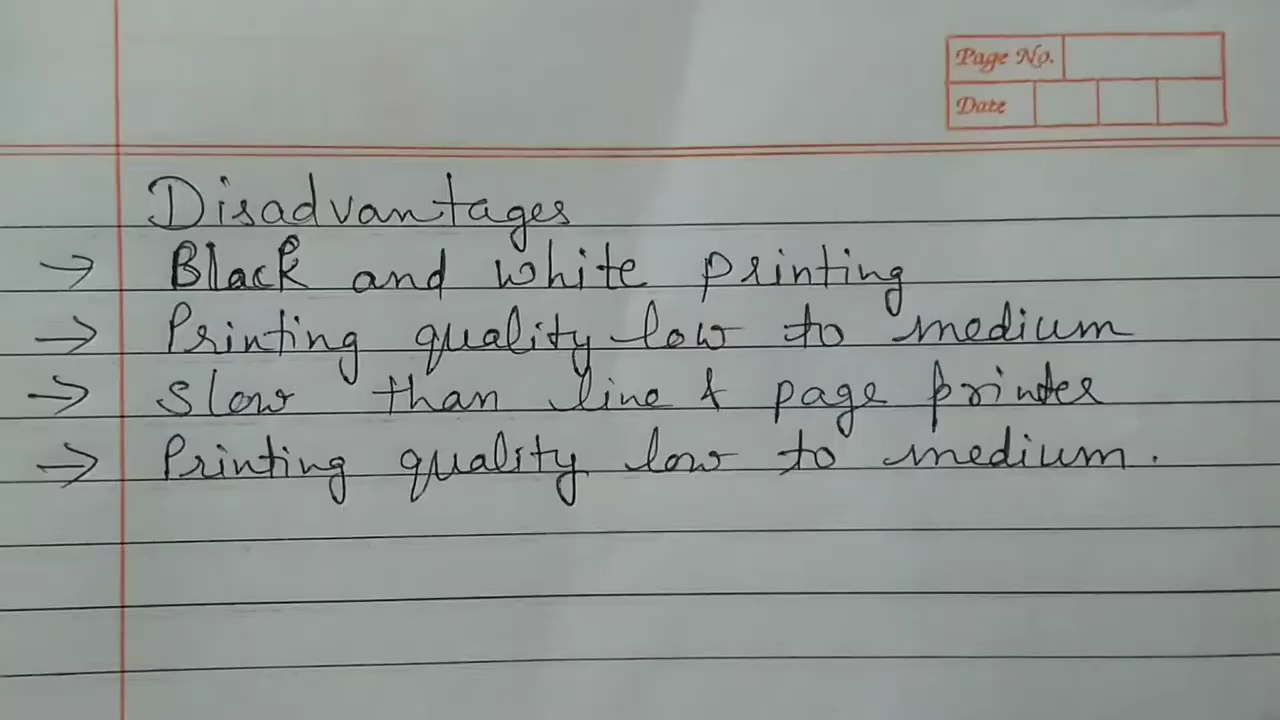 Page No.
Date
Disadvantages
→ Black and white printing
→ Printing quality low to medium
→ Slow than line & page printer
→ Printing quality low to medium.